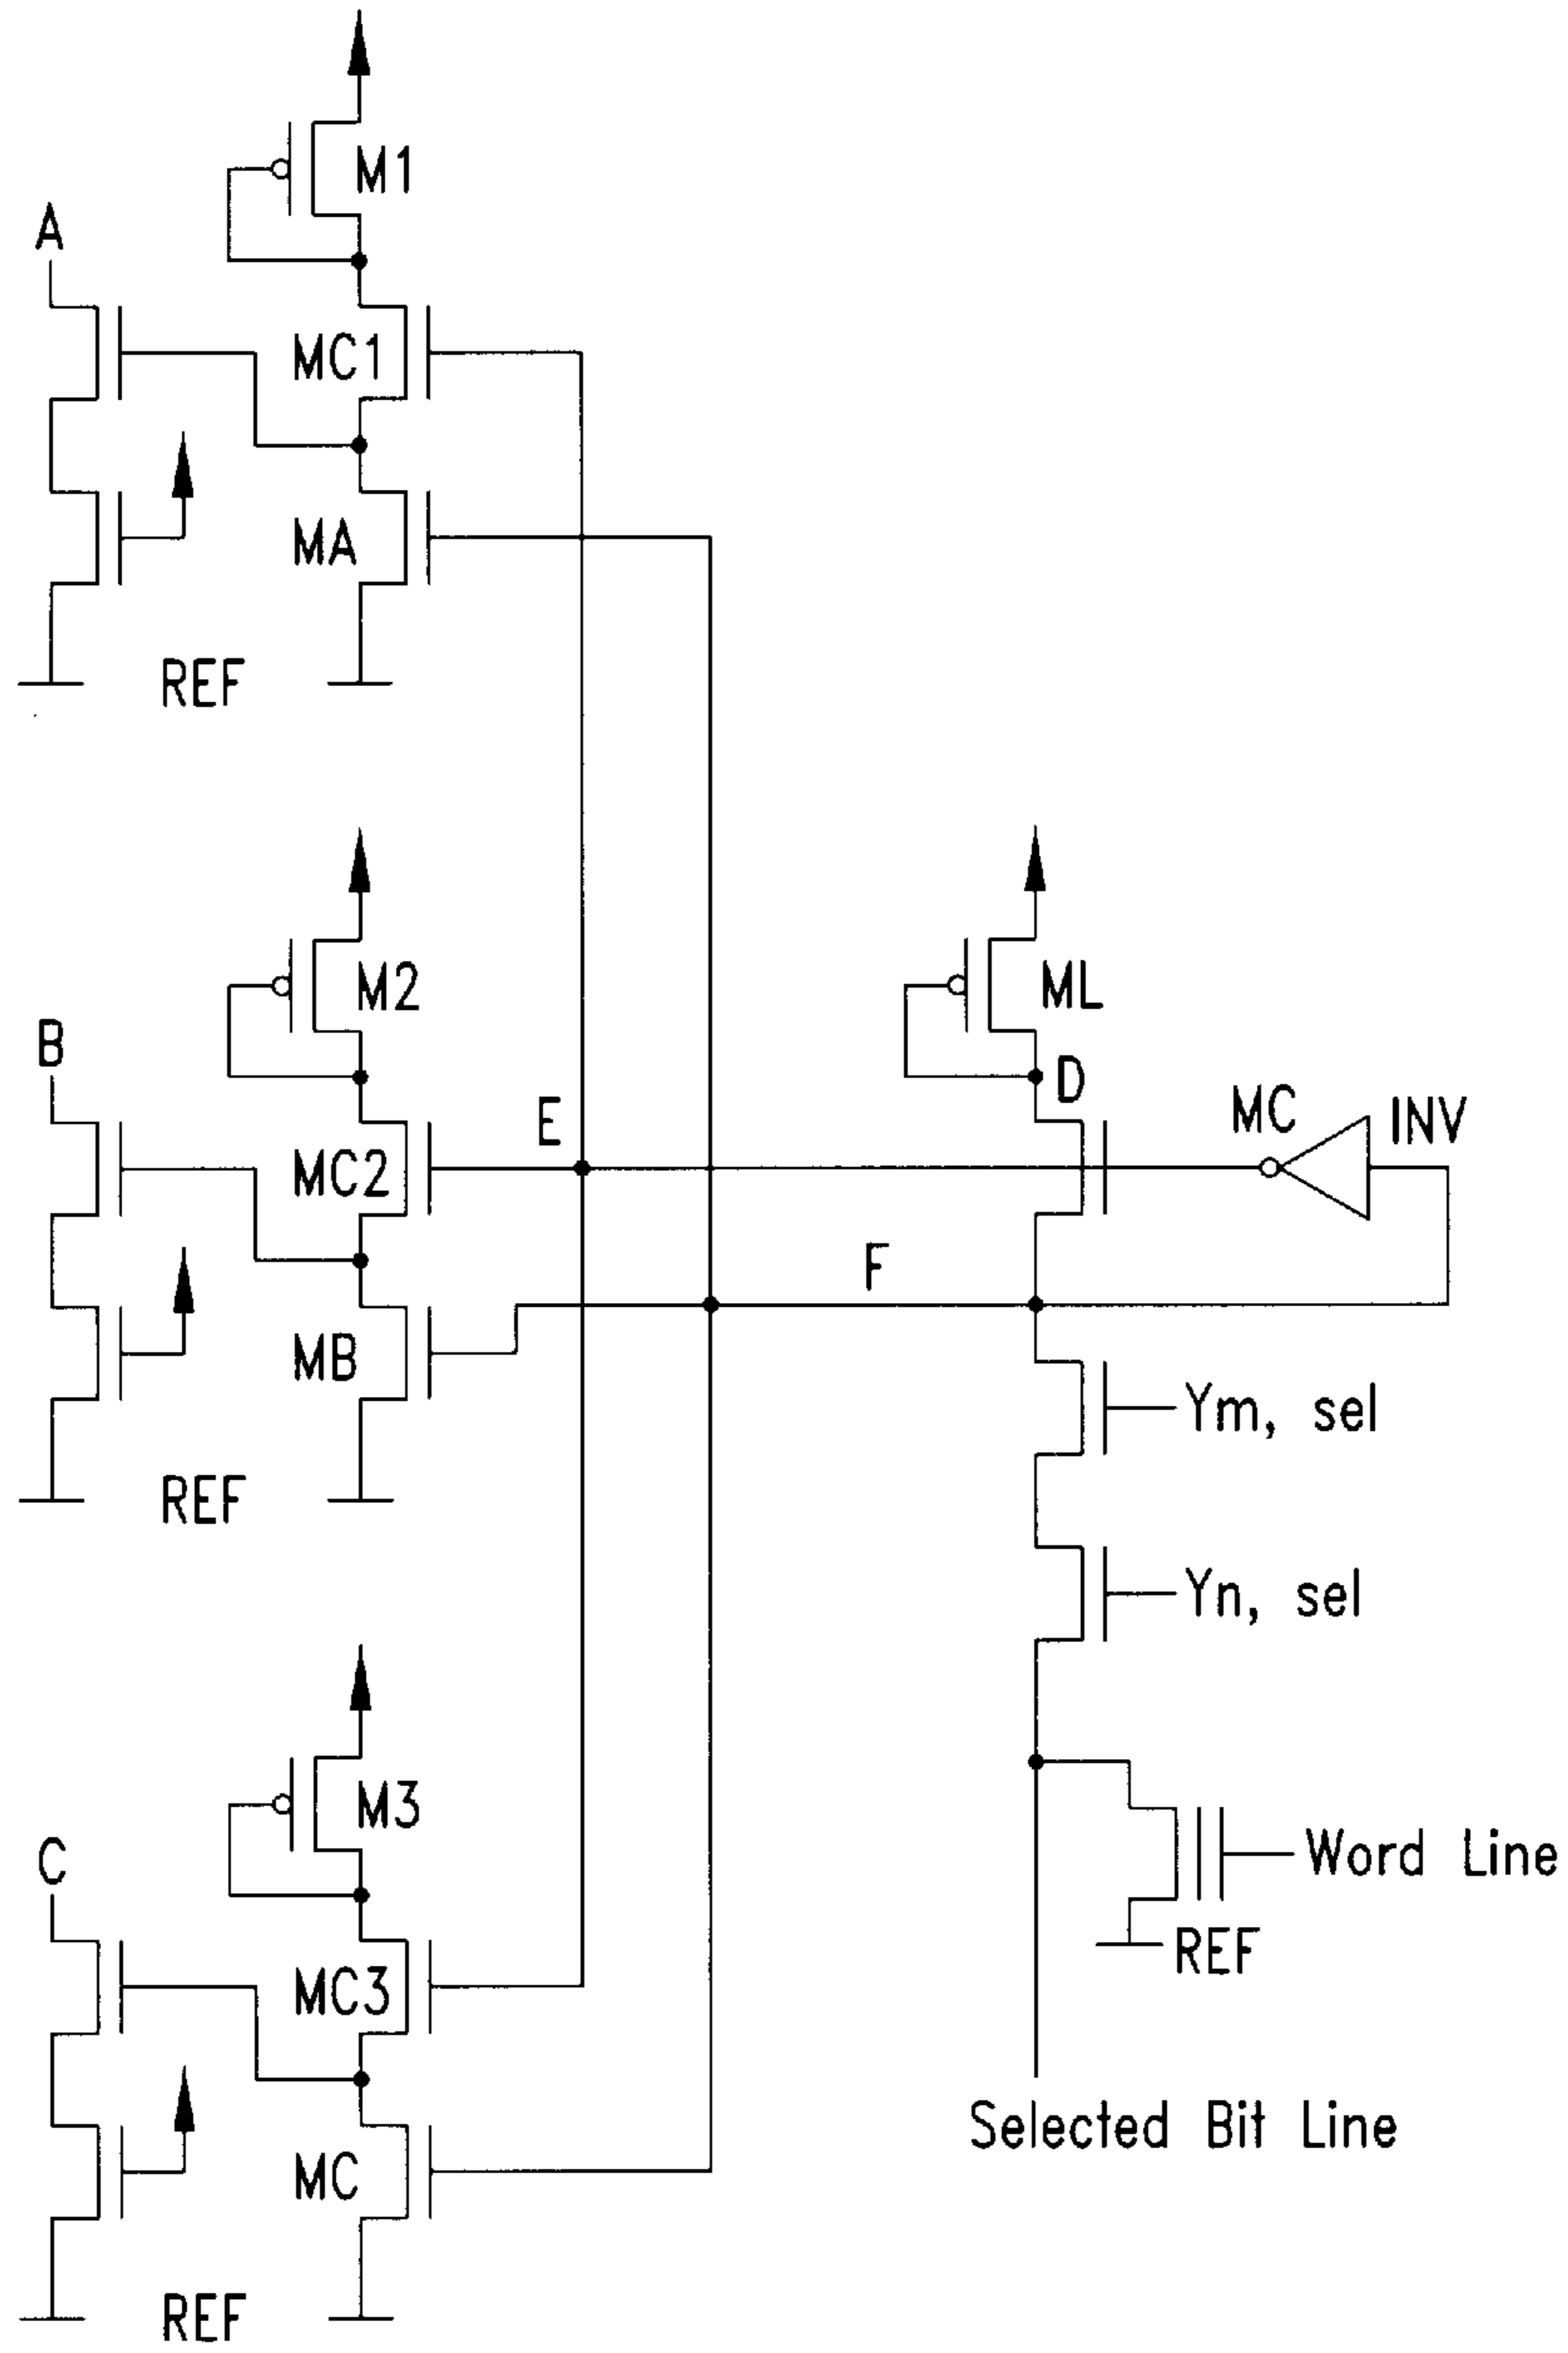 M1
A
MC1
MA
REF
M2
ML
B
D
E
MC
INV
MC2
F
MB
Ym, sel
REF
Yn, sel
M3
C
Word Line
REF
MC3
Selected Bit Line
MC
REF